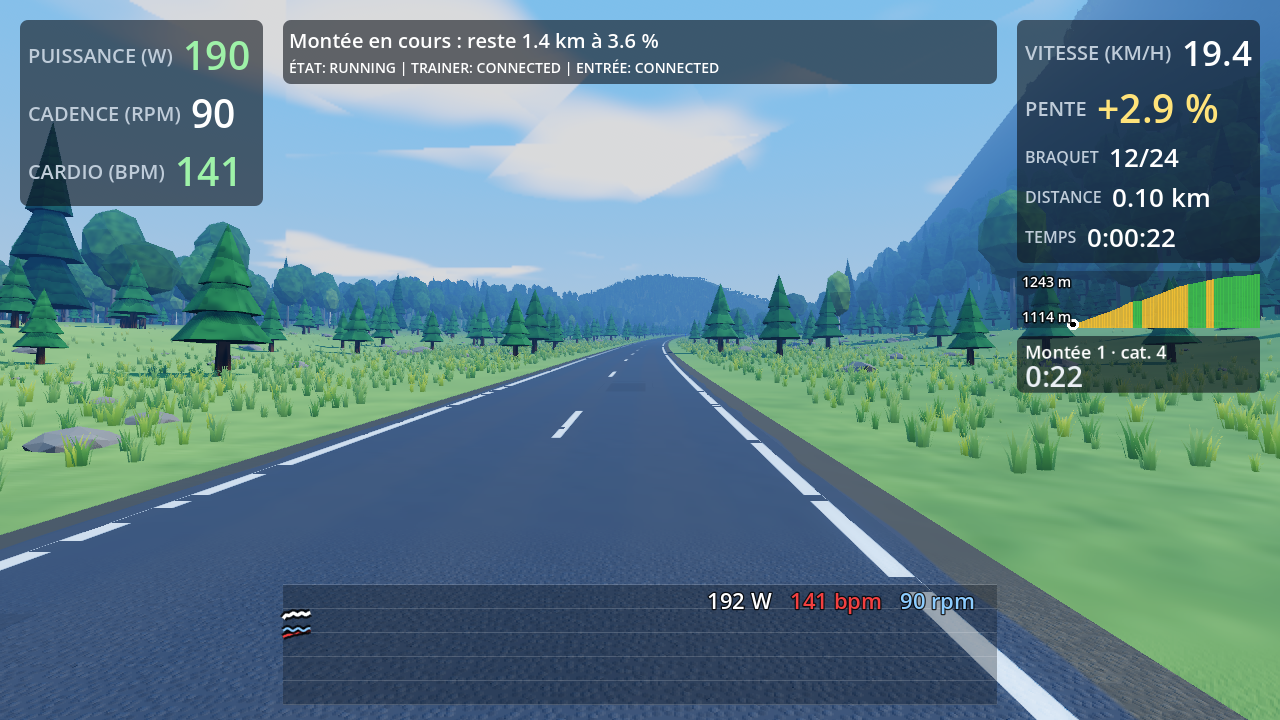 PUISSANCE (W) 190
CADENCE (RPM) 90
CARDIO (BPM) 141
Montée en cours : reste 1.4 km à 3.6 %
ÉTAT: RUNNING | TRAINER: CONNECTED | ENTRÉE: CONNECTED
VITESSE (KM/H) 19.4
PENTE +2.9 %
BRAQUET 12/24
DISTANCE 0.10 km
TEMPS 0:00:22
1243 m
1114 m
Montée 1 · cat. 4
0:22
192 W 141 bpm 90 rpm